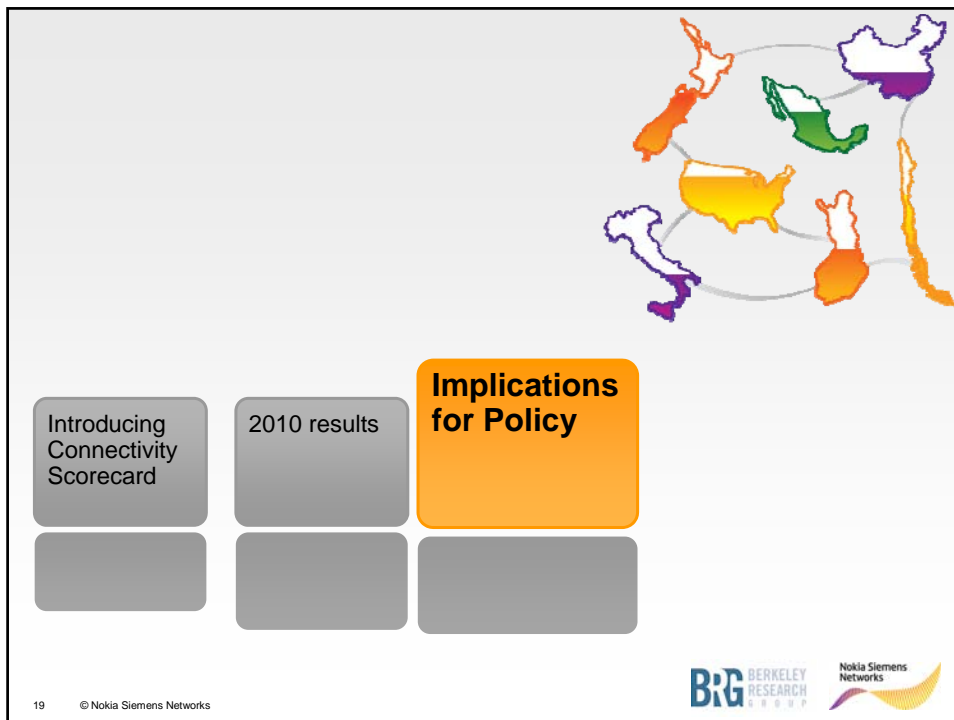 Introducing
Connectivity
Scorecard
2010 results
Implications
for Policy
19 © Nokia Siemens Networks
BRG BERKELEY
RESEARCH
GROUP
Nokia Siemens
Networks